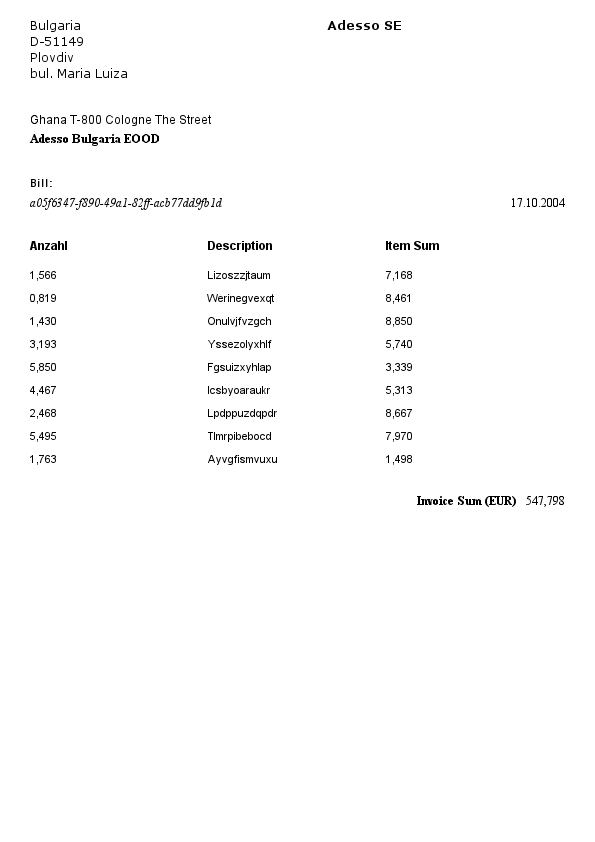 Bulgaria
Adesso SE
D-51149
Plovdiv
bul. Maria Luiza
Ghana T-800 Cologne The Street
Adesso Bulgaria EOOD
Bill:
a05f6347-f890-49a1-82ff-acb77dd9fb1d 17.10.2004
Anzahl Description Item Sum
1,566 Lizoszzjtaum 7,168
0,819 Werinegvexqt 8,461
1,430 Onulvjfvzgch 8,850
3,193 Yssezolyxhlf 5,740
5,850 Fgsuizxyhlap 3,339
4,467 Icsbyoaraukr 5,313
2,468 Lpdppuzdqpdr 8,667
5,495 Tlmrpibebocd 7,970
1,763 Ayvgfismvuxu 1,498
Invoice Sum (EUR) 547,798